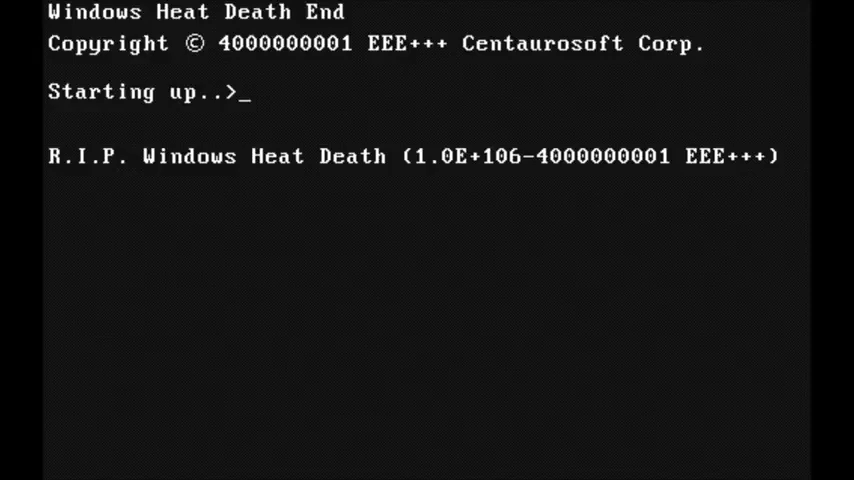 Windows Heat Death End
Copyright © 4000000001 EEE+++ Centaurosoft Corp.
Starting up..>_
R.I.P. Windows Heat Death (1.0E+106-4000000001 EEE+++)